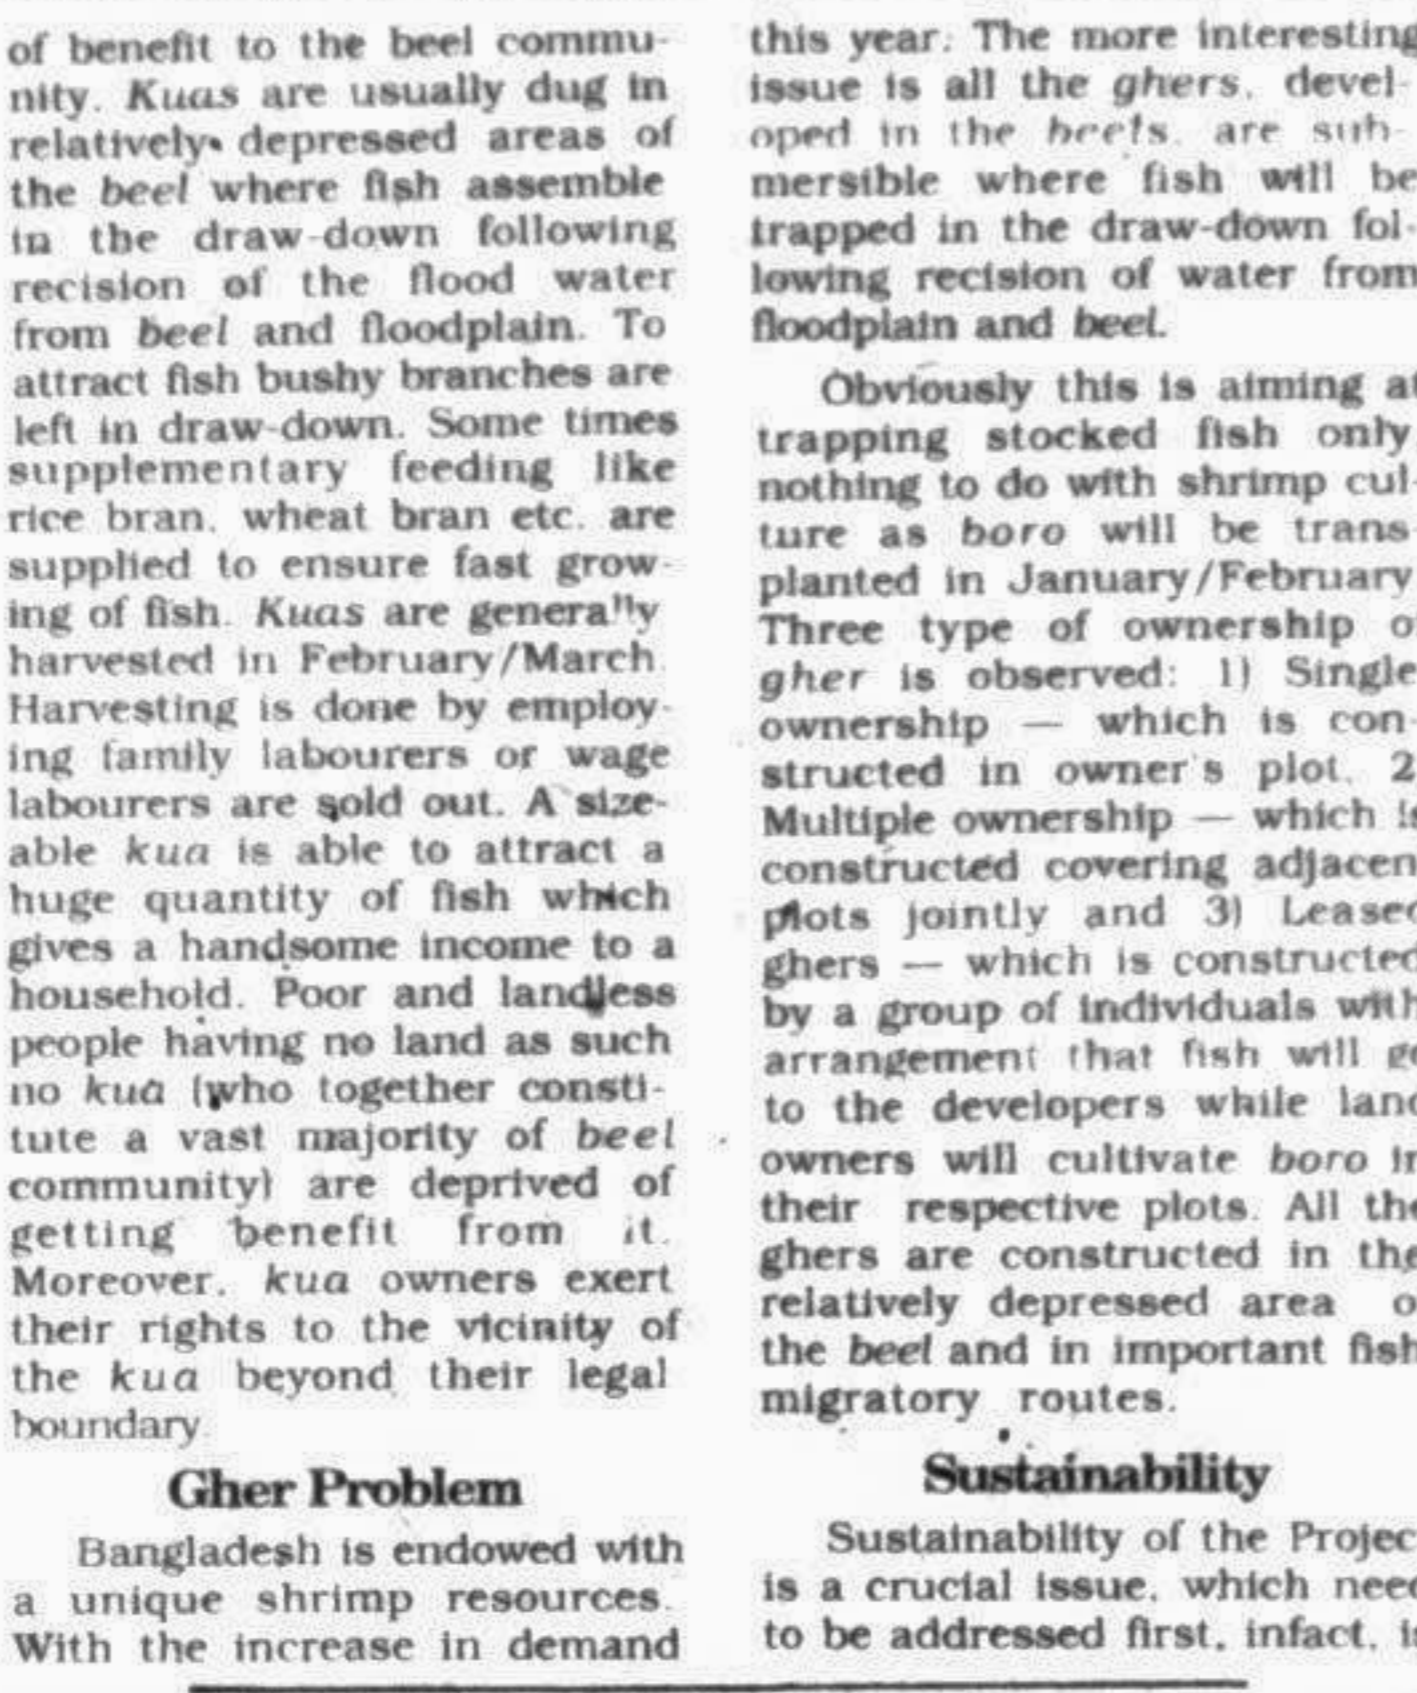 of benefit to the beel commu-
nity. Kuas are usually dug in
relatively depressed areas of
the beel where fish assemble
in the draw-down following
recision of the flood water
from beel and floodplain. To
attract fish bushy branches are
left in draw-down. Some times
supplementary feeding like
rice bran, wheat bran etc. are
supplied to ensure fast grow-
ing of fish. Kuas are generally
harvested in February/March.
Harvesting is done by employ-
ing family labourers or wage
labourers are sold out. A size-
able kua is able to attract a
huge quantity of fish which
gives a handsome income to a
household. Poor and landless
people having no land as such
no kua (who together consti-
tute a vast majority of beel
community) are deprived of
getting benefit from it.
Moreover, kua owners exert
their rights to the vicinity of
the kua beyond their legal
boundary.
Gher Problem
Bangladesh is endowed with
a unique shrimp resources.
With the increase in demand
this year. The more interesting
issue is all the ghers, devel-
oped in the beels, are sub-
mersible where fish will be
trapped in the draw-down fol-
lowing recision of water from
floodplain and beel.
Obviously this is aiming at
trapping stocked fish only
nothing to do with shrimp cul-
ture as boro will be trans-
planted in January/February
Three type of ownership o
gher is observed: 1) Single
ownership — which is con-
structed in owner's plot. 2
Multiple ownership — which is
constructed covering adjacen
plots jointly and 3) Leased
ghers — which is constructed
by a group of individuals with
arrangement that fish will go
to the developers while land
owners will cultivate boro in
their respective plots. All the
ghers are constructed in the
relatively depressed area o
the beel and in important fish
migratory routes.
Sustainability
Sustainability of the Projec
is a crucial issue, which need
to be addressed first, infact, i